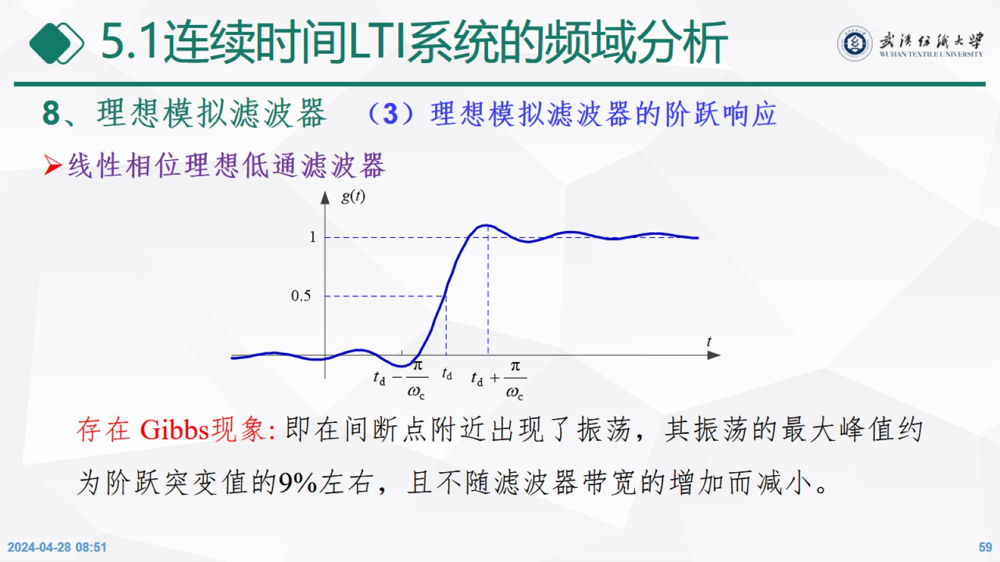 5.1连续时间LTI系统的频域分析
武汉纺织大学
WUHAN TEXTILE UNIVERSITY
8、理想模拟滤波器 （3）理想模拟滤波器的阶跃响应
线性相位理想低通滤波器
g(t)
1
0.5
t
t_d − π/ω_c t_d t_d + π/ω_c
存在 Gibbs现象: 即在间断点附近出现了振荡，其振荡的最大峰值约
为阶跃突变值的9%左右，且不随滤波器带宽的增加而减小。
2024-04-28 08:51
59